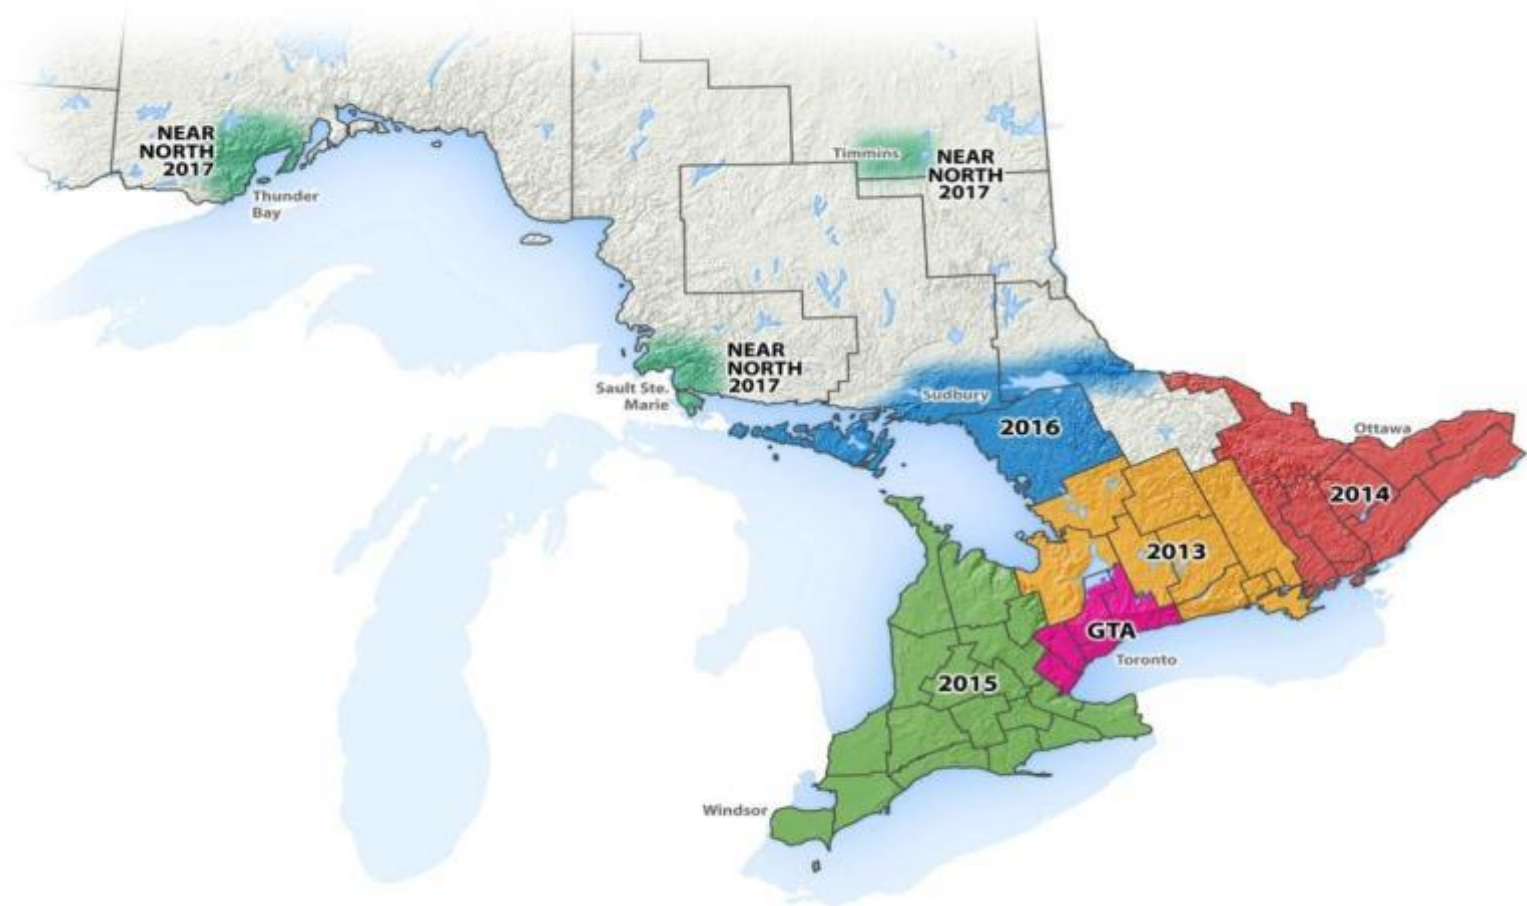 NEAR
NORTH
2017
Thunder
Bay
Timmins
NEAR
NORTH
2017
NEAR
NORTH
2017
Sault Ste.
Marie
Sudbury
2016
Ottawa
2014
2013
GTA
Toronto
2015
Windsor